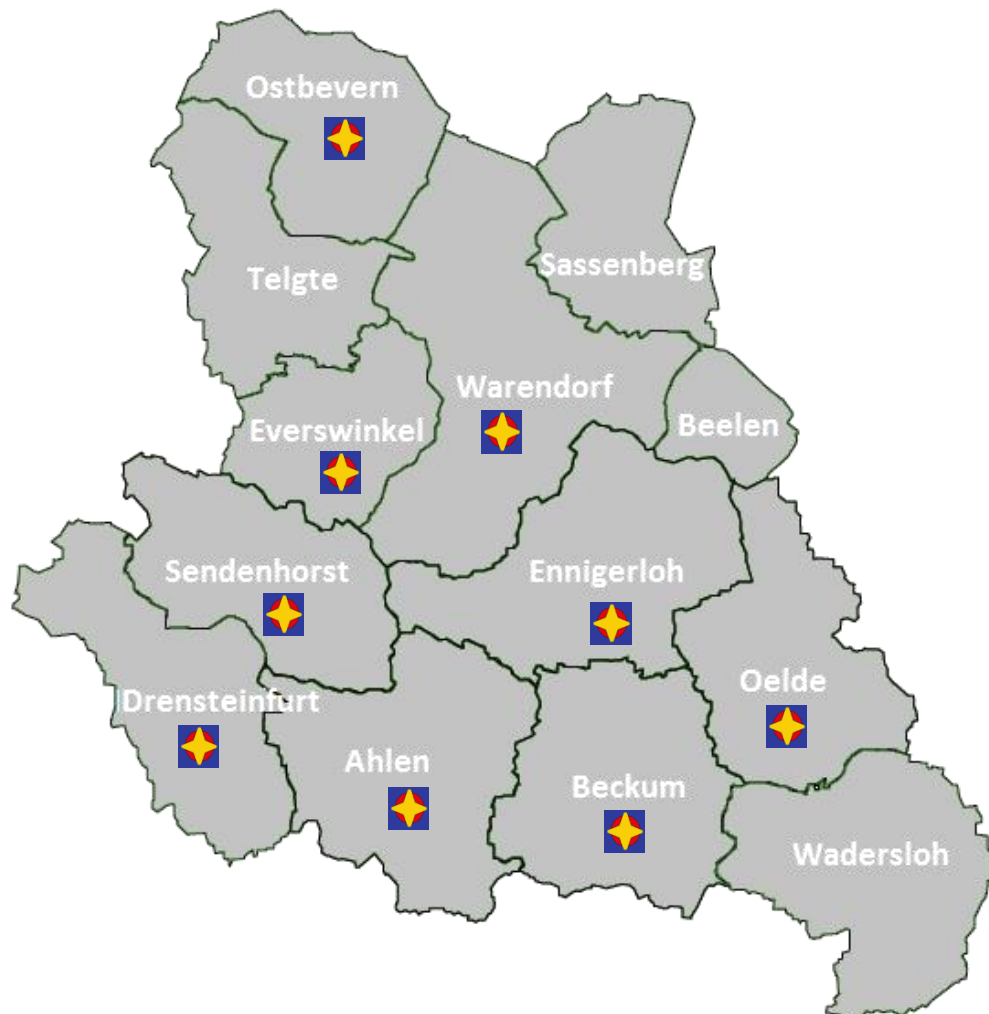 Ostbevern
Sassenberg
Telgte
Warendorf
Beelen
Everswinkel
Sendenhorst
Ennigerloh
Oelde
Drensteinfurt
Ahlen
Beckum
Wadersloh